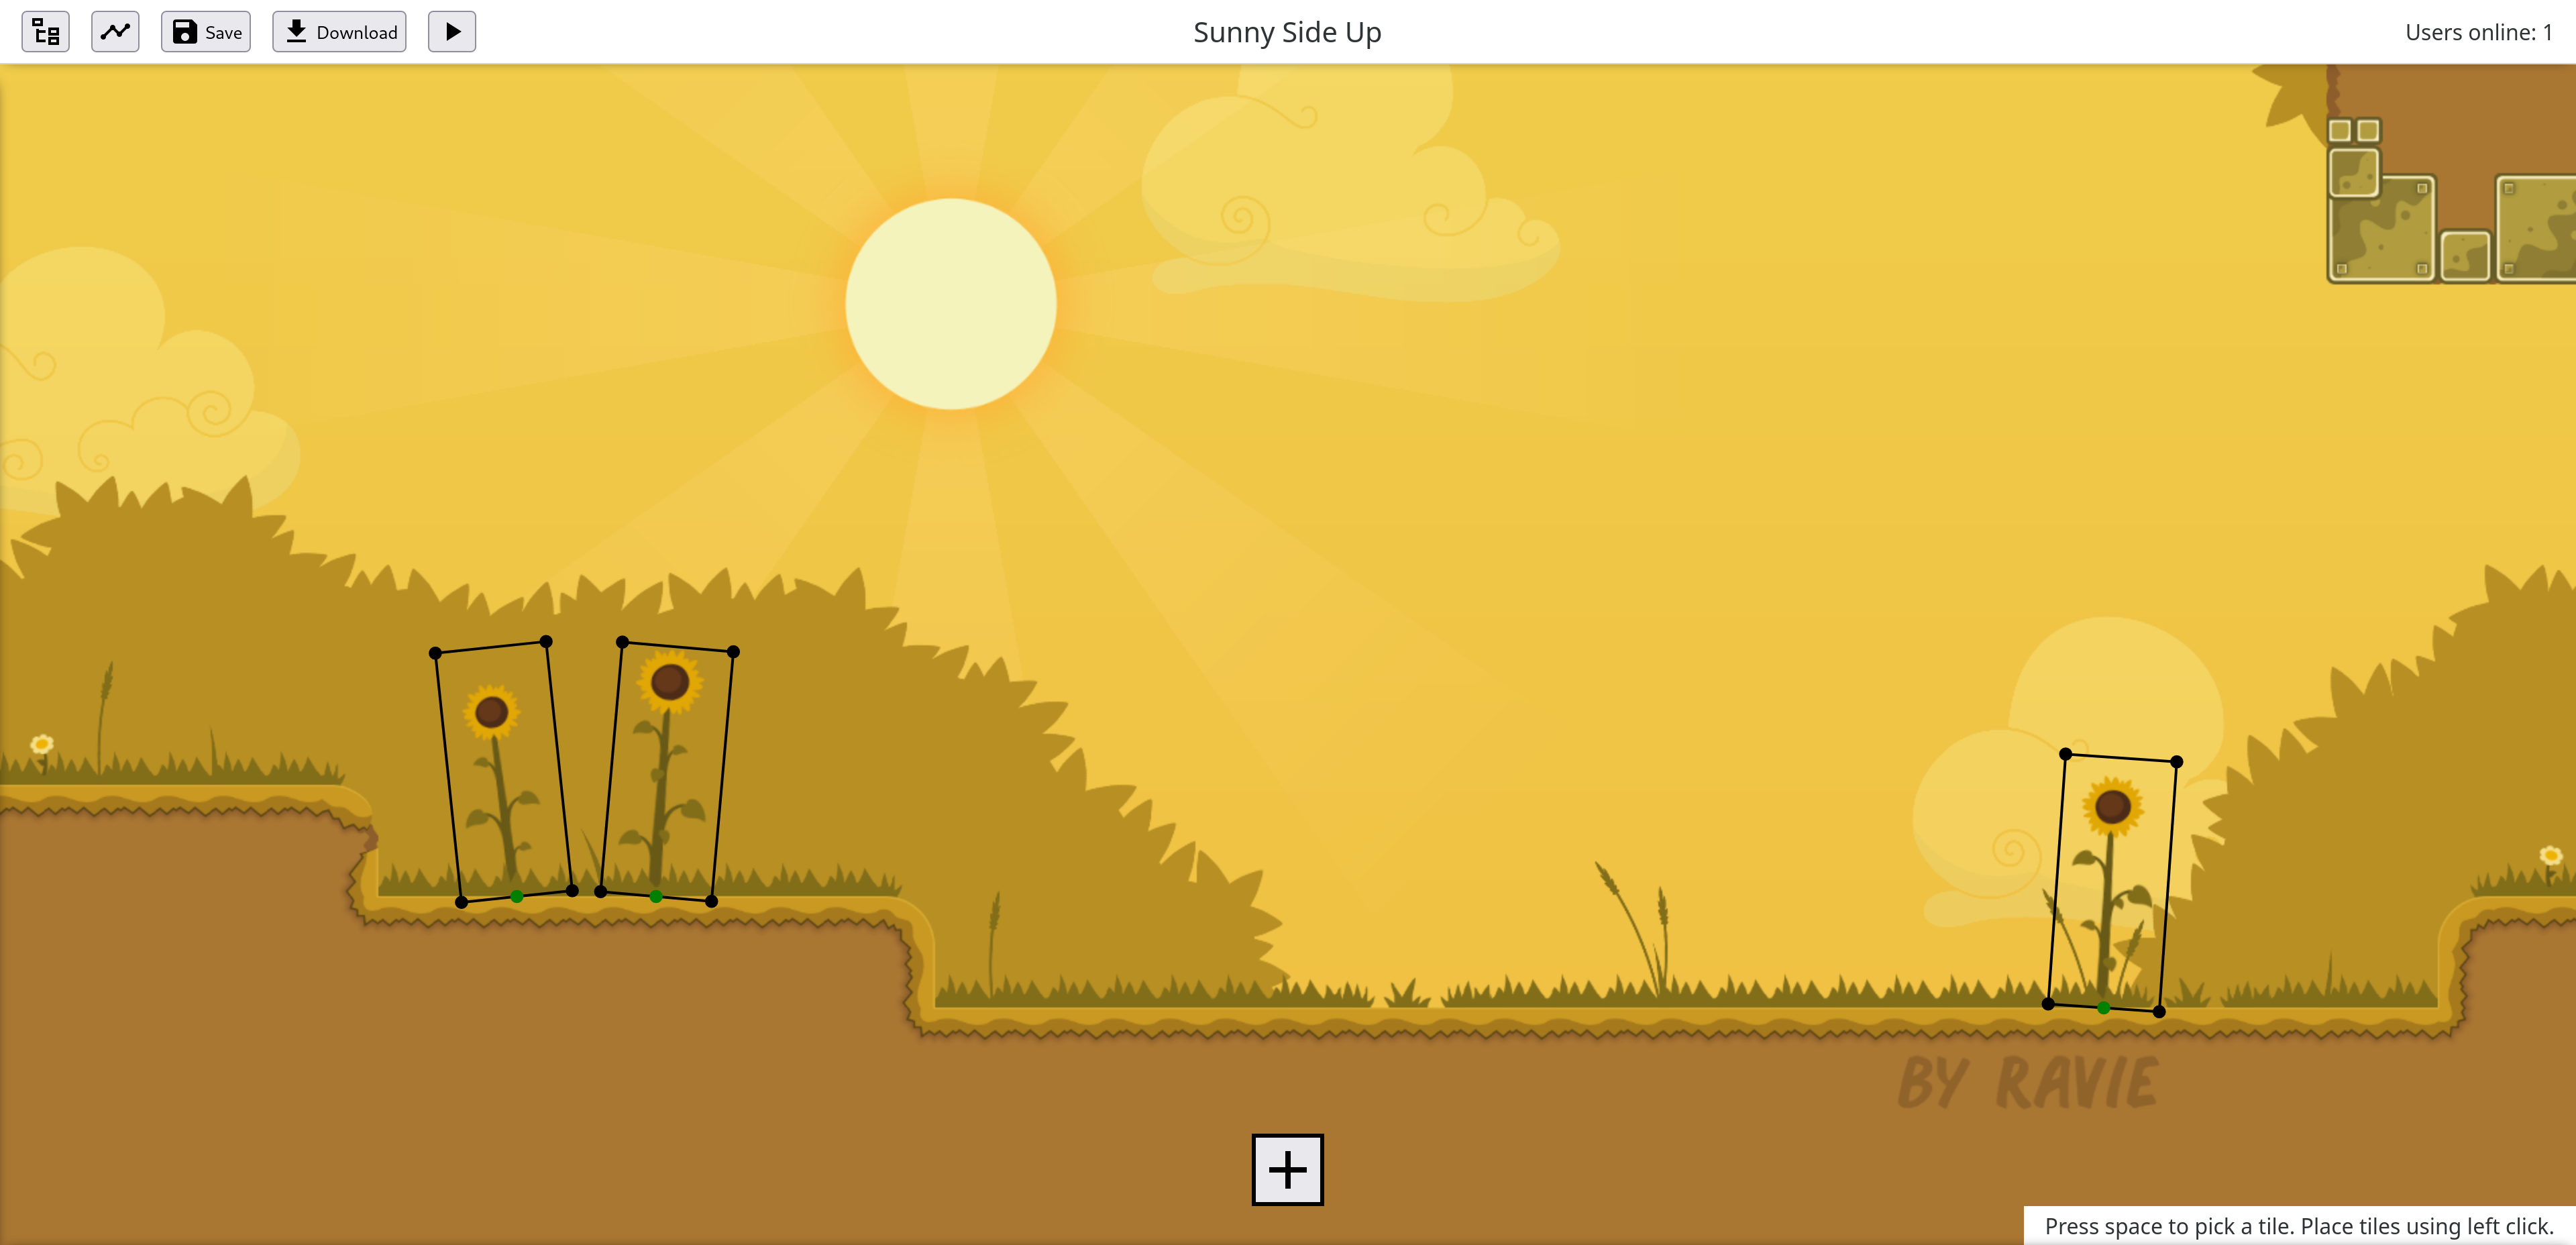 Save
Download
Sunny Side Up
Users online: 1
BY RAVIE
Press space to pick a tile. Place tiles using left click.